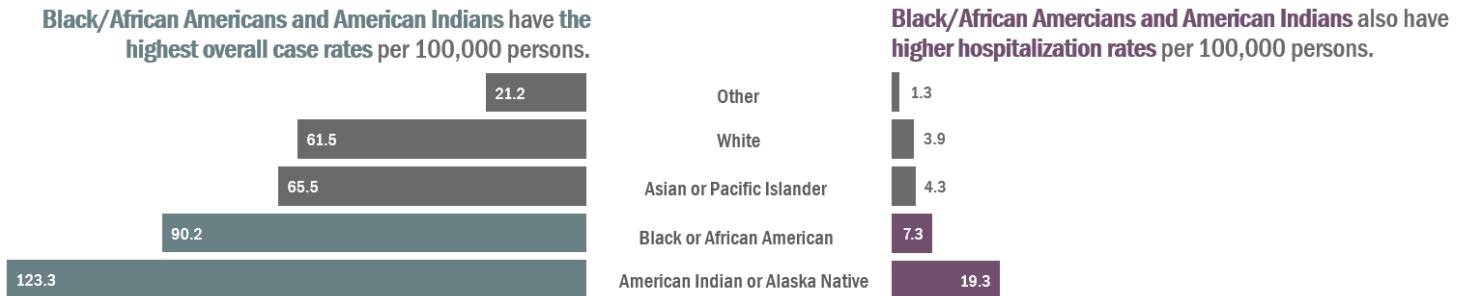 Black/African Americans and American Indians have the
highest overall case rates per 100,000 persons.
Black/African Amercians and American Indians also have
higher hospitalization rates per 100,000 persons.
21.2 Other 1.3
61.5 White 3.9
65.5 Asian or Pacific Islander 4.3
90.2 Black or African American 7.3
123.3 American Indian or Alaska Native 19.3